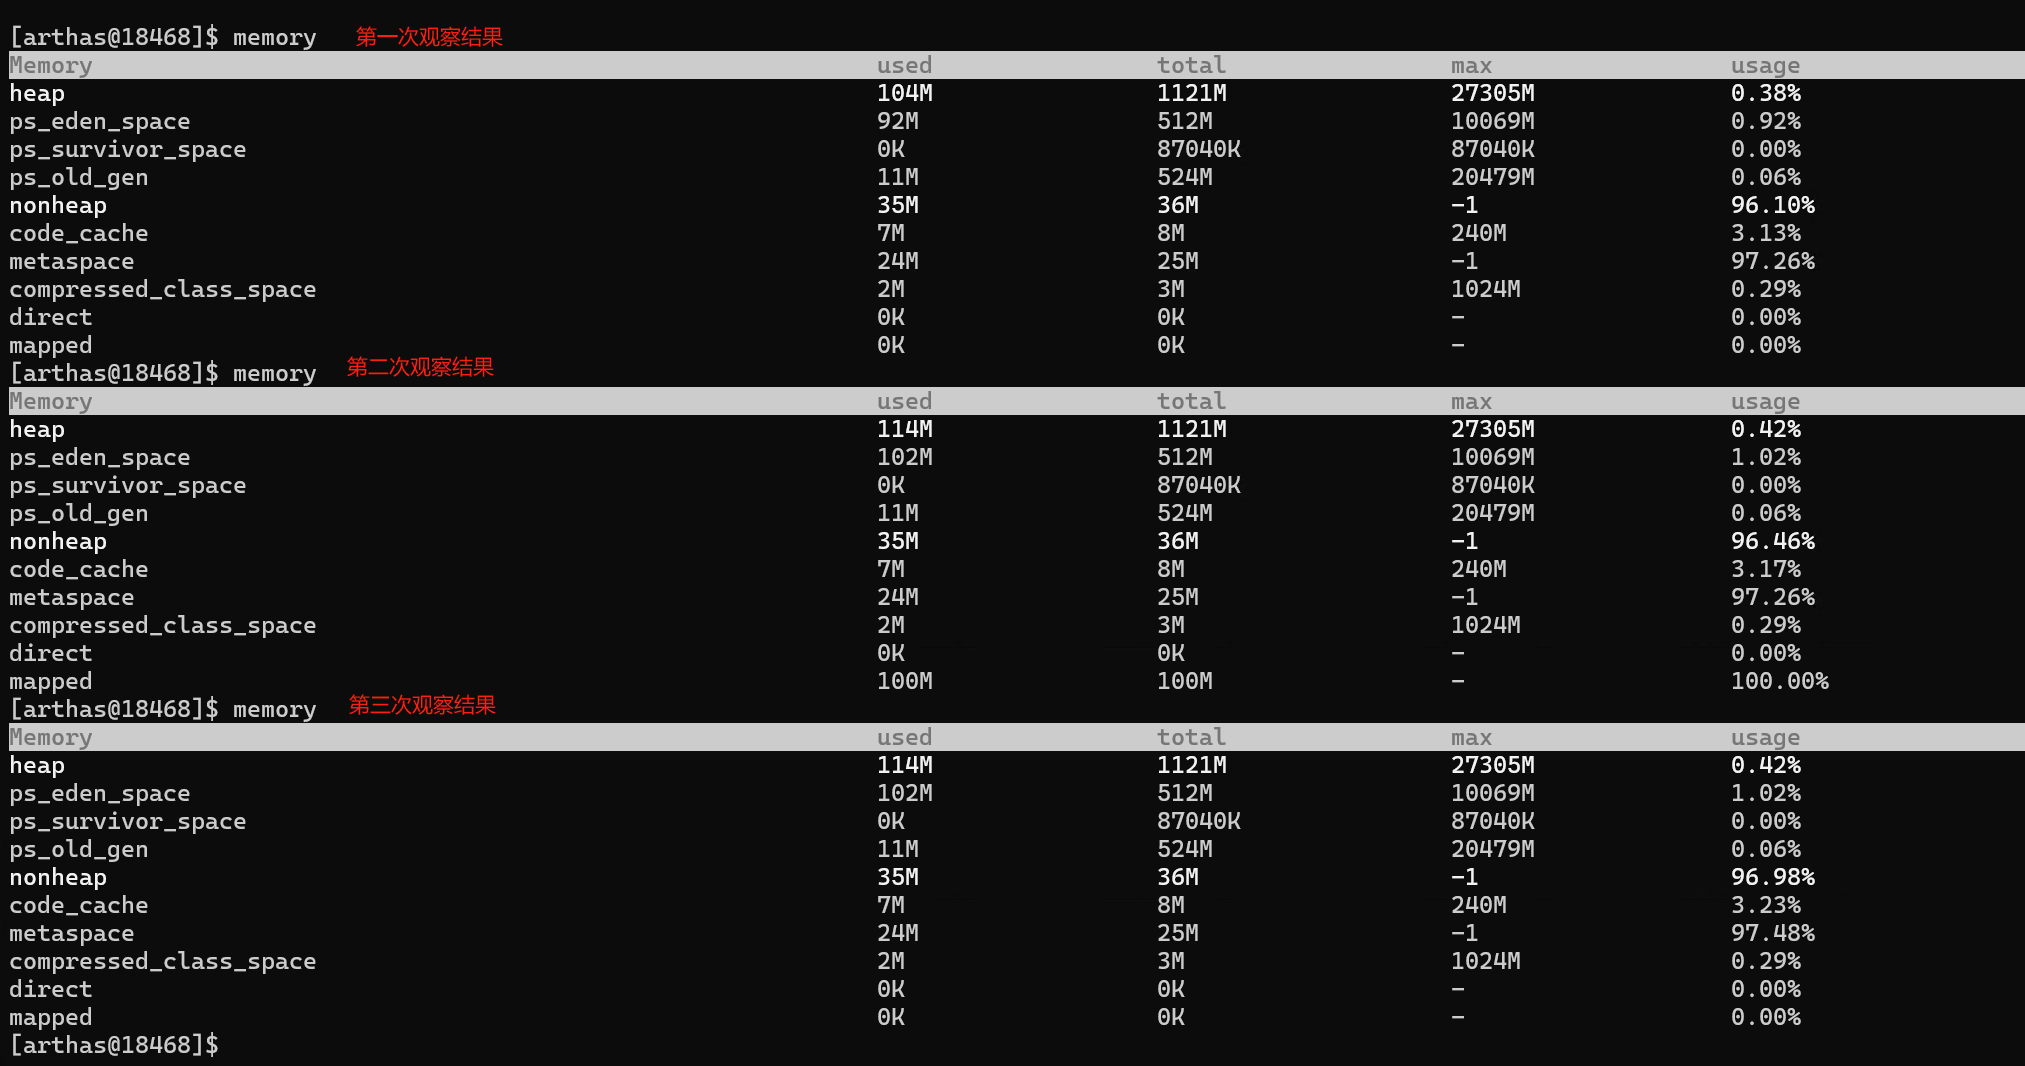 [arthas@18468]$ memory 第一次观察结果
Memory used total max usage
heap 104M 1121M 27305M 0.38%
ps_eden_space 92M 512M 10069M 0.92%
ps_survivor_space 0K 87040K 87040K 0.00%
ps_old_gen 11M 524M 20479M 0.06%
nonheap 35M 36M -1 96.10%
code_cache 7M 8M 240M 3.13%
metaspace 24M 25M -1 97.26%
compressed_class_space 2M 3M 1024M 0.29%
direct 0K 0K - 0.00%
mapped 0K 0K - 0.00%
[arthas@18468]$ memory 第二次观察结果
Memory used total max usage
heap 114M 1121M 27305M 0.42%
ps_eden_space 102M 512M 10069M 1.02%
ps_survivor_space 0K 87040K 87040K 0.00%
ps_old_gen 11M 524M 20479M 0.06%
nonheap 35M 36M -1 96.46%
code_cache 7M 8M 240M 3.17%
metaspace 24M 25M -1 97.26%
compressed_class_space 2M 3M 1024M 0.29%
direct 0K 0K - 0.00%
mapped 100M 100M - 100.00%
[arthas@18468]$ memory 第三次观察结果
Memory used total max usage
heap 114M 1121M 27305M 0.42%
ps_eden_space 102M 512M 10069M 1.02%
ps_survivor_space 0K 87040K 87040K 0.00%
ps_old_gen 11M 524M 20479M 0.06%
nonheap 35M 36M -1 96.98%
code_cache 7M 8M 240M 3.23%
metaspace 24M 25M -1 97.48%
compressed_class_space 2M 3M 1024M 0.29%
direct 0K 0K - 0.00%
mapped 0K 0K - 0.00%
[arthas@18468]$